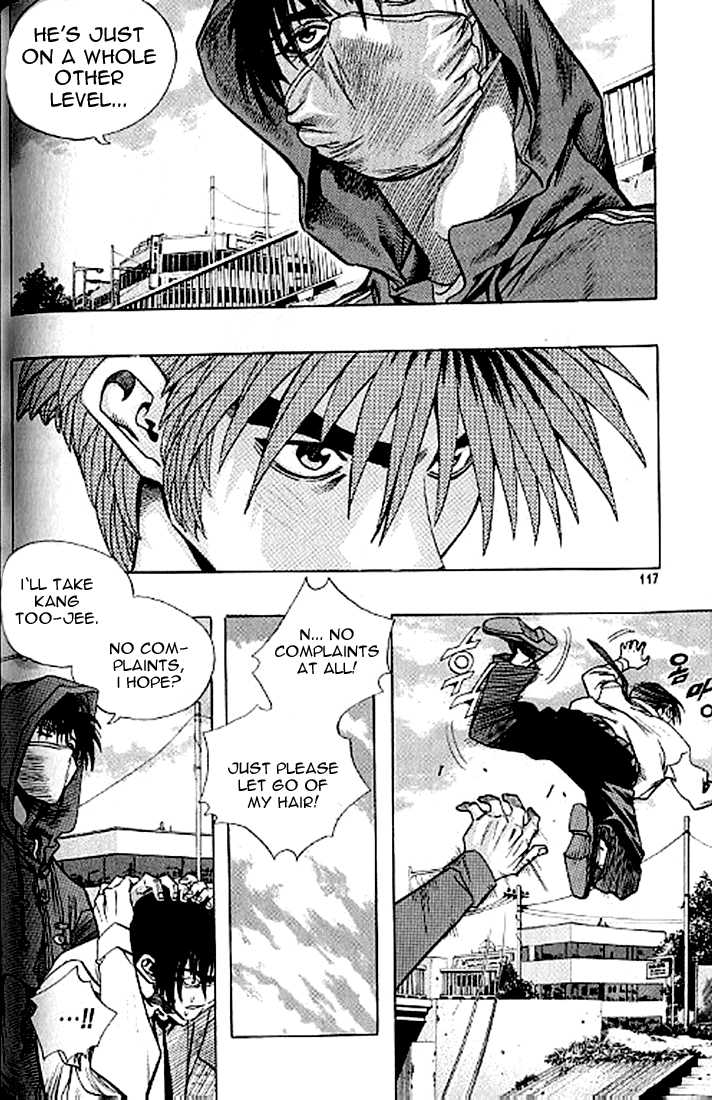 HE'S JUST
ON A WHOLE
OTHER
LEVEL...
117
I'LL TAKE
KANG
TOO-JEE.
NO COM-
PLAINTS,
I HOPE?
...!!
N... NO
COMPLAINTS
AT ALL!
JUST PLEASE
LET GO OF
MY HAIR!